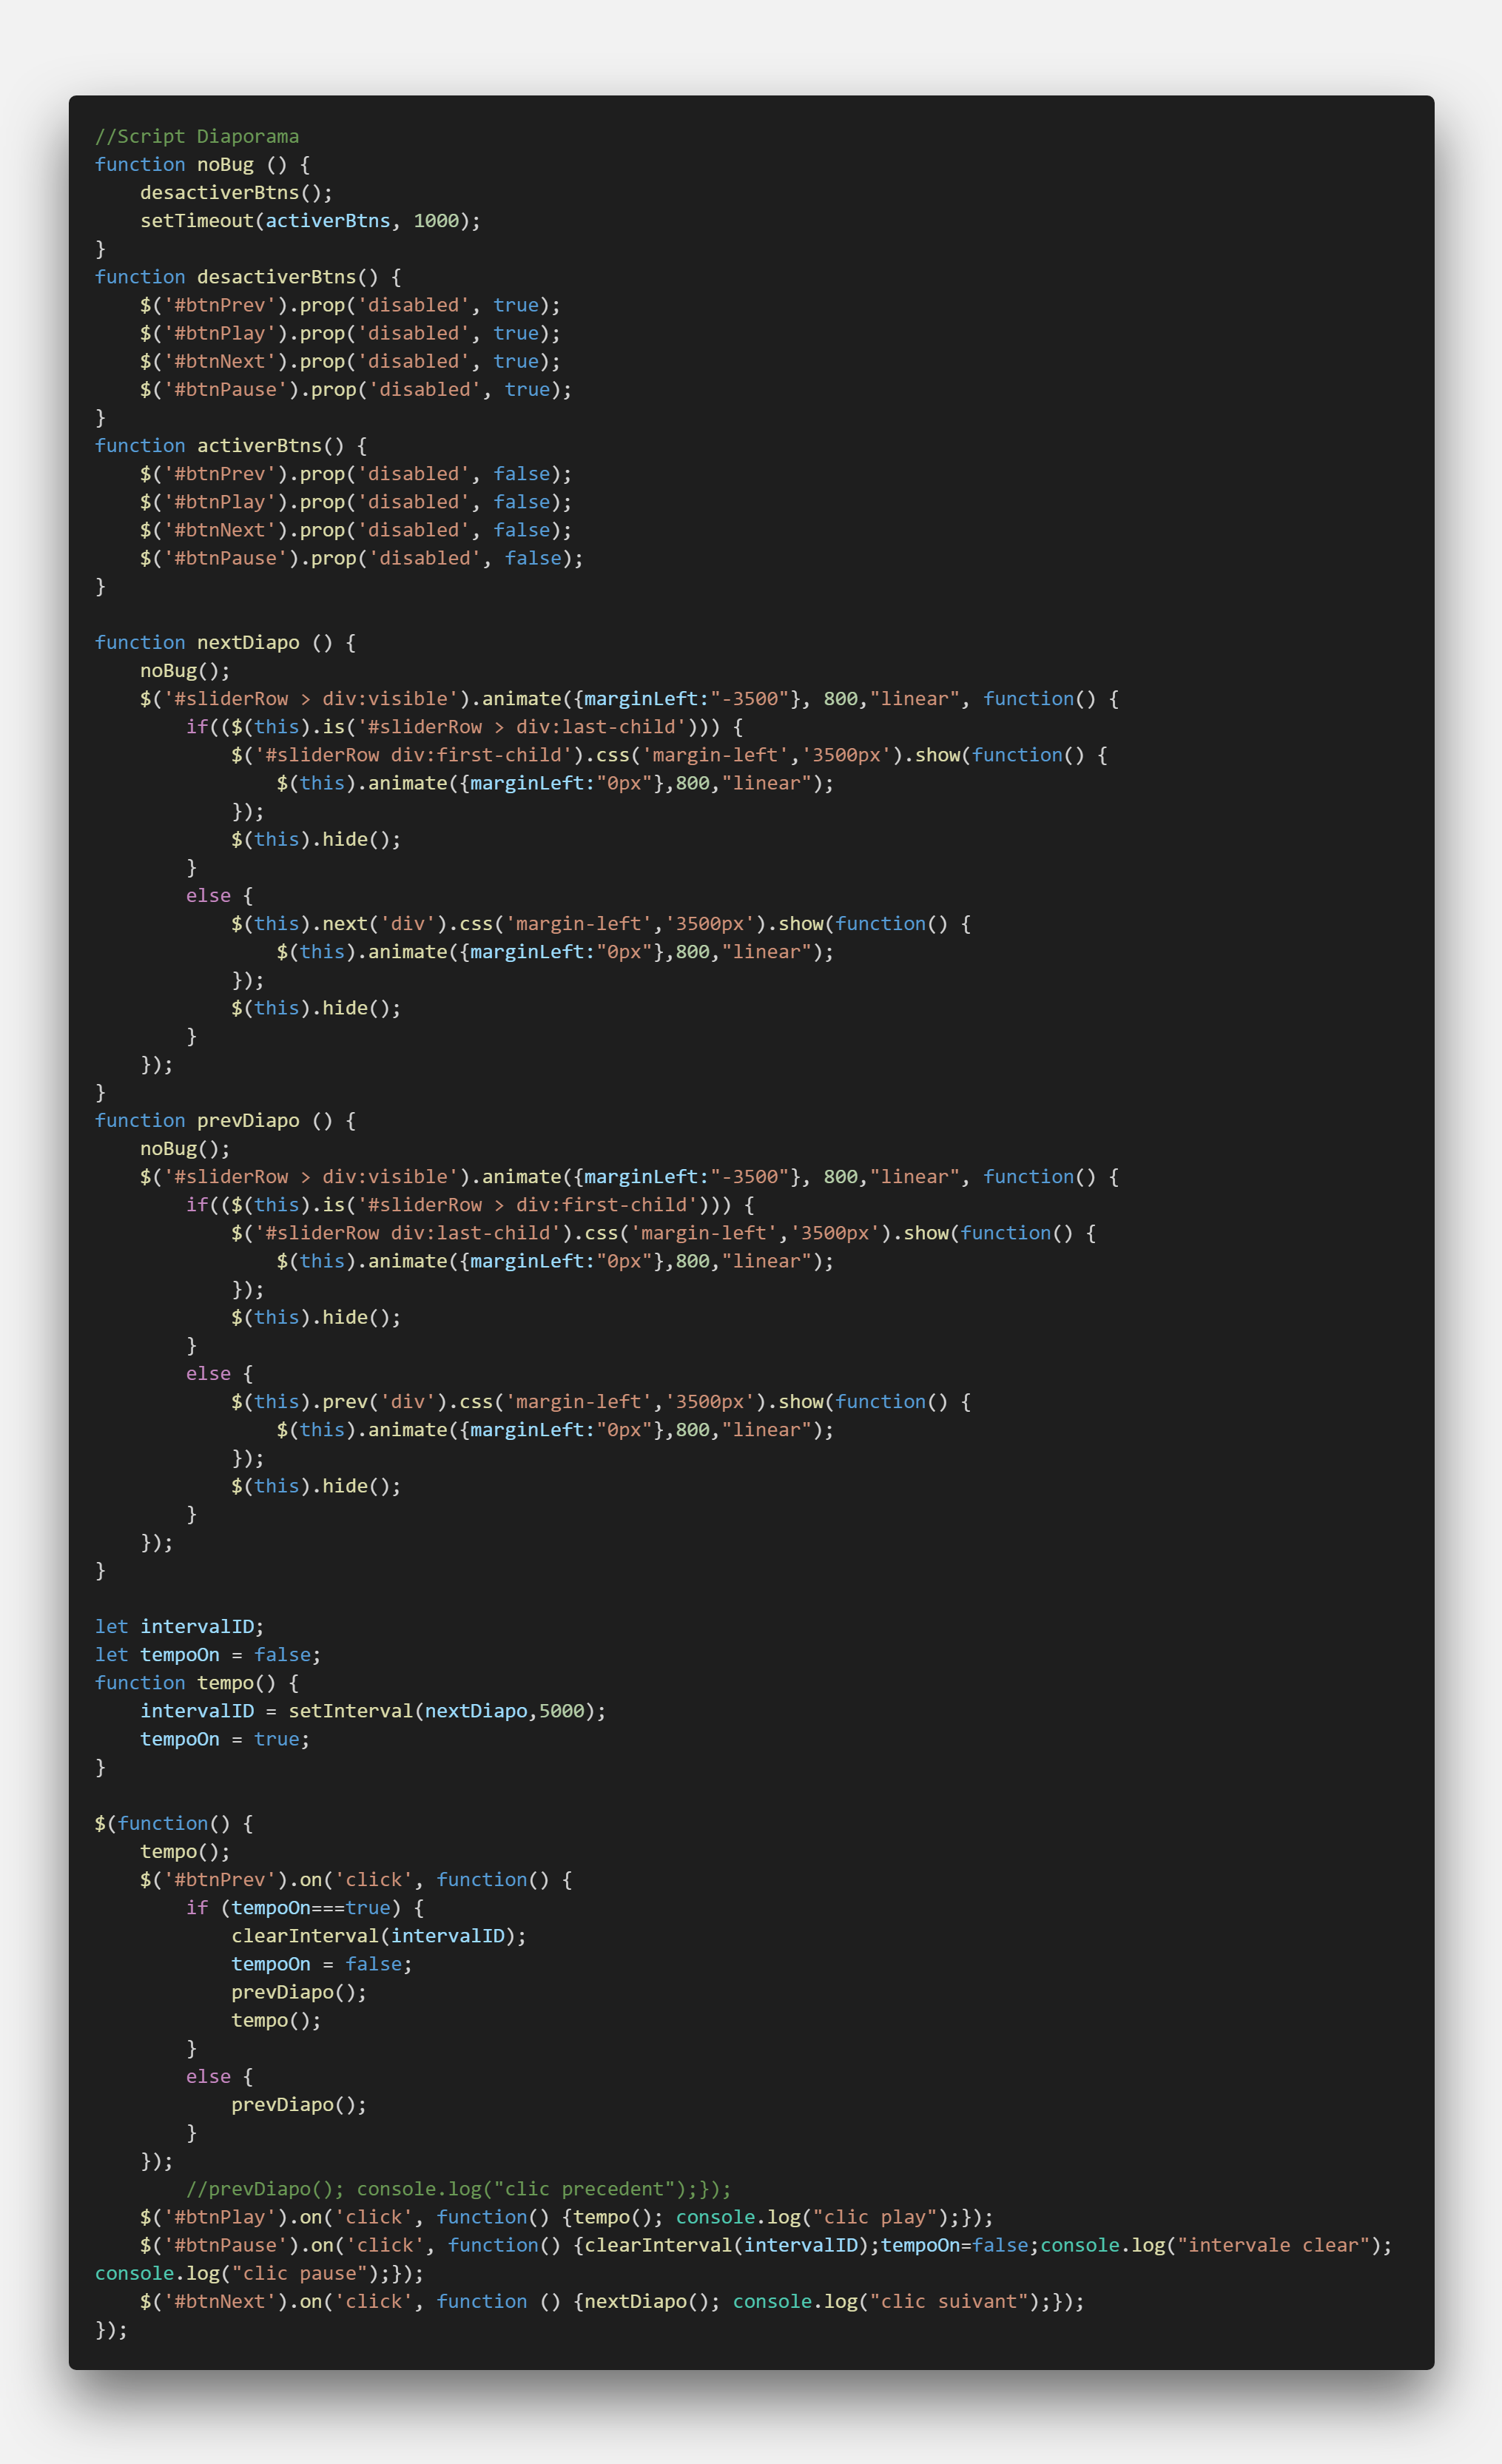 //Script Diaporama
function noBug () {
    desactiverBtns();
    setTimeout(activerBtns, 1000);
}
function desactiverBtns() {
    $('#btnPrev').prop('disabled', true);
    $('#btnPlay').prop('disabled', true);
    $('#btnNext').prop('disabled', true);
    $('#btnPause').prop('disabled', true);
}
function activerBtns() {
    $('#btnPrev').prop('disabled', false);
    $('#btnPlay').prop('disabled', false);
    $('#btnNext').prop('disabled', false);
    $('#btnPause').prop('disabled', false);
}

function nextDiapo () {
    noBug();
    $('#sliderRow > div:visible').animate({marginLeft:"-3500"}, 800,"linear", function() {
        if(($(this).is('#sliderRow > div:last-child'))) {
            $('#sliderRow div:first-child').css('margin-left','3500px').show(function() {
                $(this).animate({marginLeft:"0px"},800,"linear");
            });
            $(this).hide();
        }
        else {
            $(this).next('div').css('margin-left','3500px').show(function() {
                $(this).animate({marginLeft:"0px"},800,"linear");
            });
            $(this).hide();
        }
    });
}
function prevDiapo () {
    noBug();
    $('#sliderRow > div:visible').animate({marginLeft:"-3500"}, 800,"linear", function() {
        if(($(this).is('#sliderRow > div:first-child'))) {
            $('#sliderRow div:last-child').css('margin-left','3500px').show(function() {
                $(this).animate({marginLeft:"0px"},800,"linear");
            });
            $(this).hide();
        }
        else {
            $(this).prev('div').css('margin-left','3500px').show(function() {
                $(this).animate({marginLeft:"0px"},800,"linear");
            });
            $(this).hide();
        }
    });
}

let intervalID;
let tempoOn = false;
function tempo() {
    intervalID = setInterval(nextDiapo,5000);
    tempoOn = true;
}

$(function() {
    tempo();
    $('#btnPrev').on('click', function() {
        if (tempoOn===true) {
            clearInterval(intervalID);
            tempoOn = false;
            prevDiapo();
            tempo();
        }
        else {
            prevDiapo();
        }
    });
        //prevDiapo(); console.log("clic precedent");});
    $('#btnPlay').on('click', function() {tempo(); console.log("clic play");});
    $('#btnPause').on('click', function() {clearInterval(intervalID);tempoOn=false;console.log("intervale clear");
console.log("clic pause");});
    $('#btnNext').on('click', function () {nextDiapo(); console.log("clic suivant");});
});